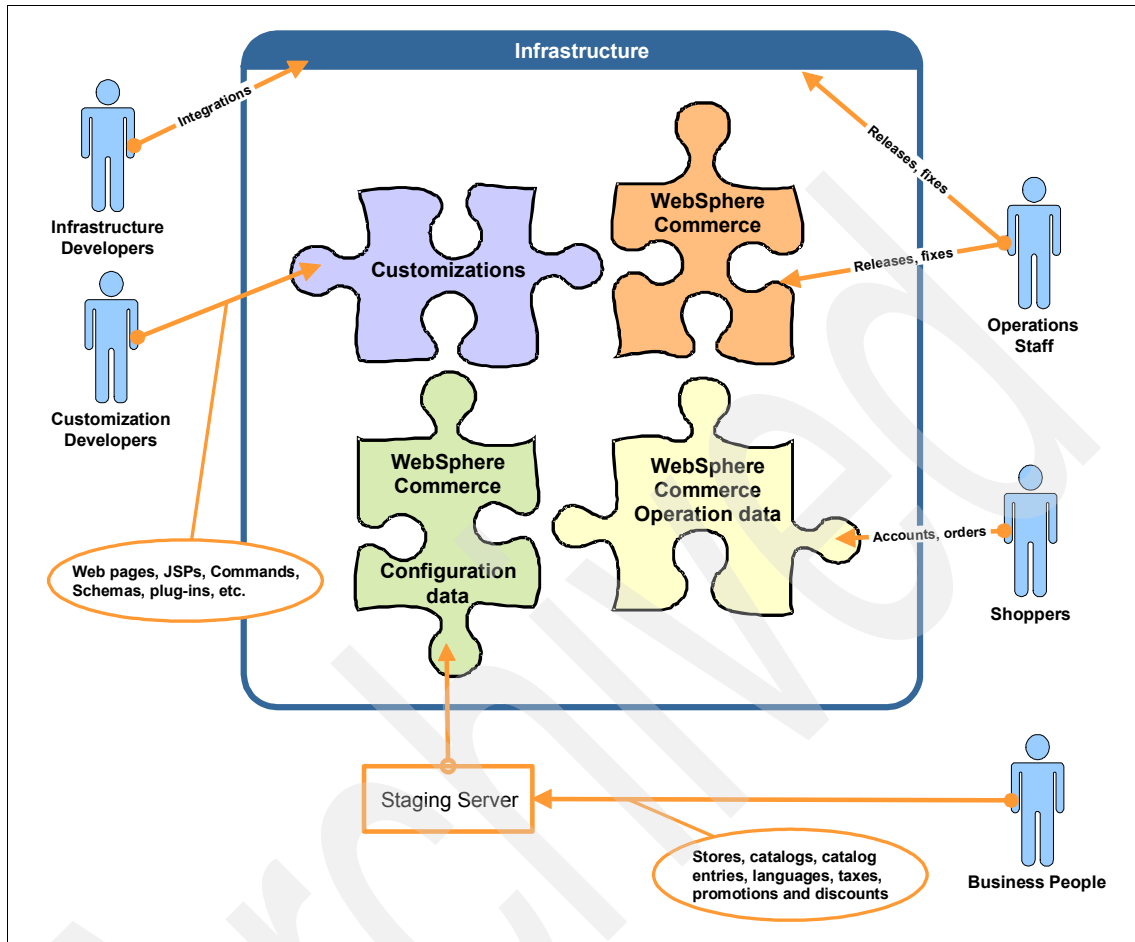 Infrastructure
Integrations
Releases, fixes
Infrastructure
Developers
WebSphere
Commerce
Customizations
Releases, fixes
Operations
Staff
Customization
Developers
WebSphere
Commerce
Configuration
data
WebSphere
Commerce
Operation data
Accounts, orders
Shoppers
Web pages, JSPs, Commands,
Schemas, plug-ins, etc.
Staging Server
Stores, catalogs, catalog
entries, languages, taxes,
promotions and discounts
Business People
Archived